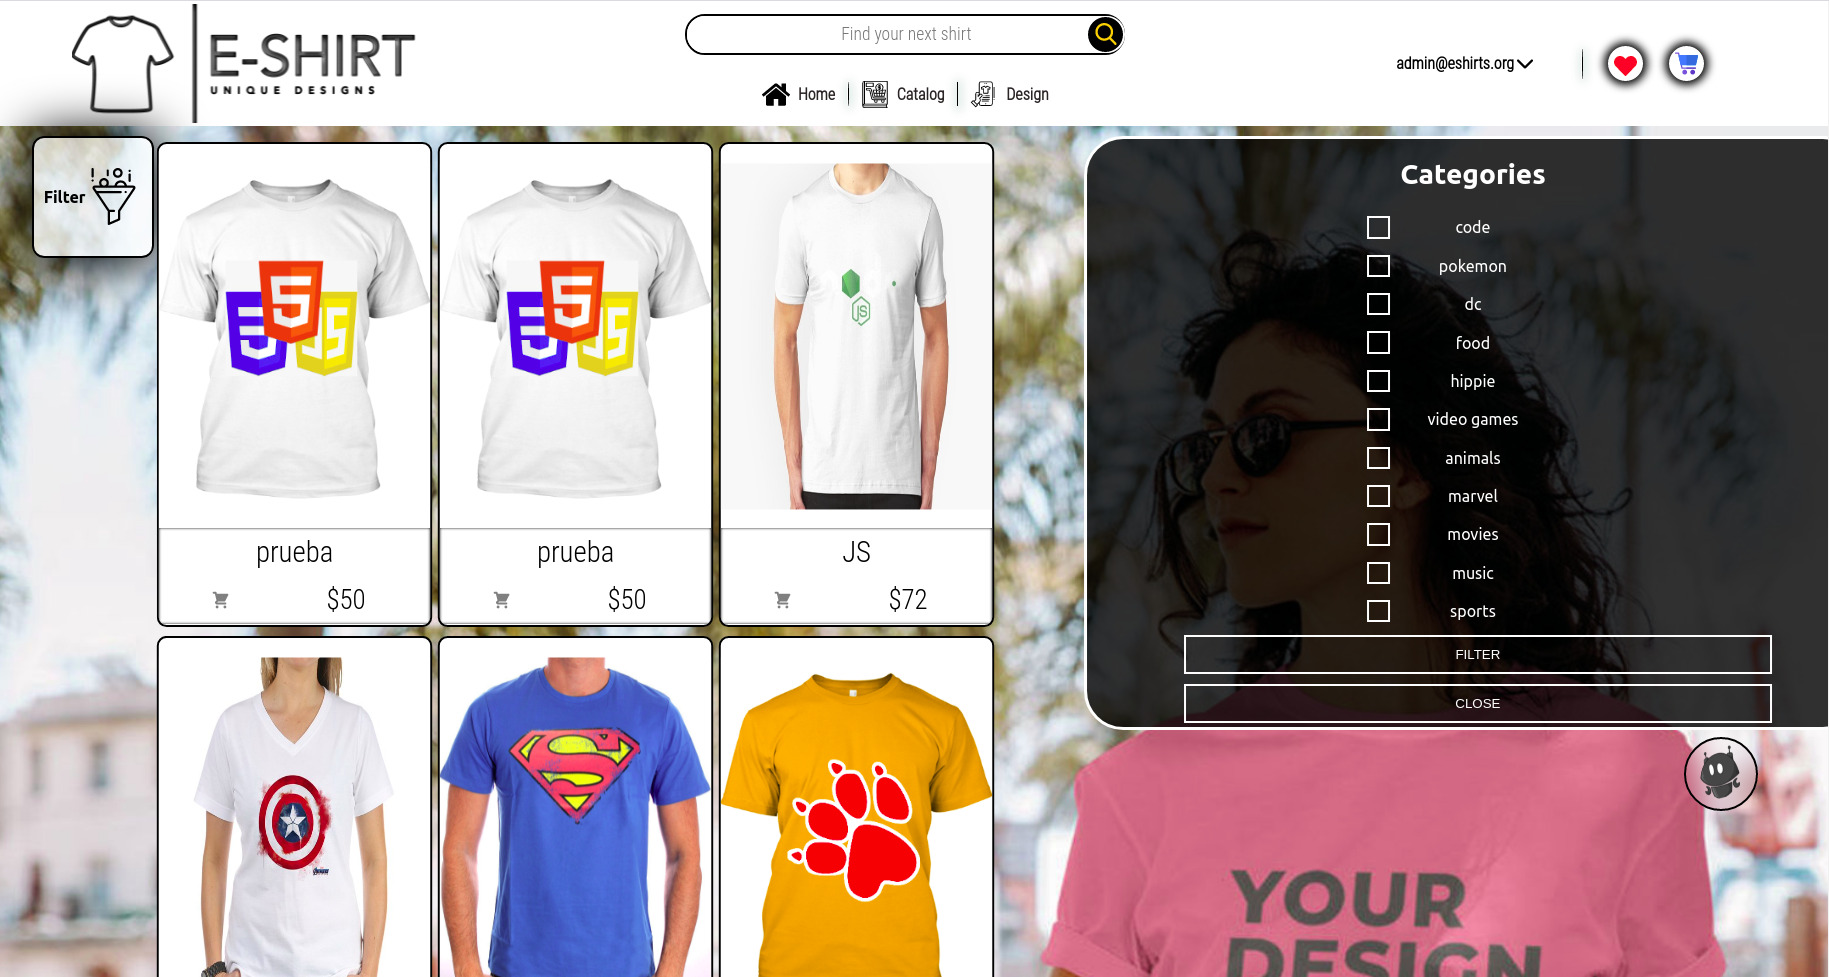 E-SHIRT
UNIQUE DESIGNS
Find your next shirt
Home
Catalog
Design
admin@eshirts.org
Filter
prueba
$50
prueba
$50
JS
JS
$72
Categories
code
pokemon
dc
food
hippie
video games
animals
marvel
movies
music
sports
FILTER
CLOSE
YOUR
DESIGN